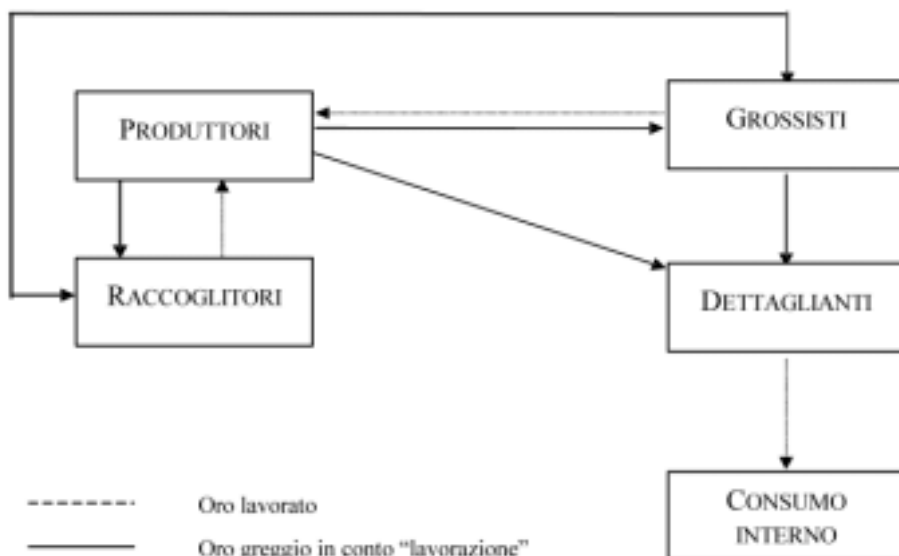 PRODUTTORI
GROSSISTI
RACCOGLITORI
DETTAGLIANTI
CONSUMO
INTERNO
Oro lavorato
Oro greggio in conto “lavorazione”